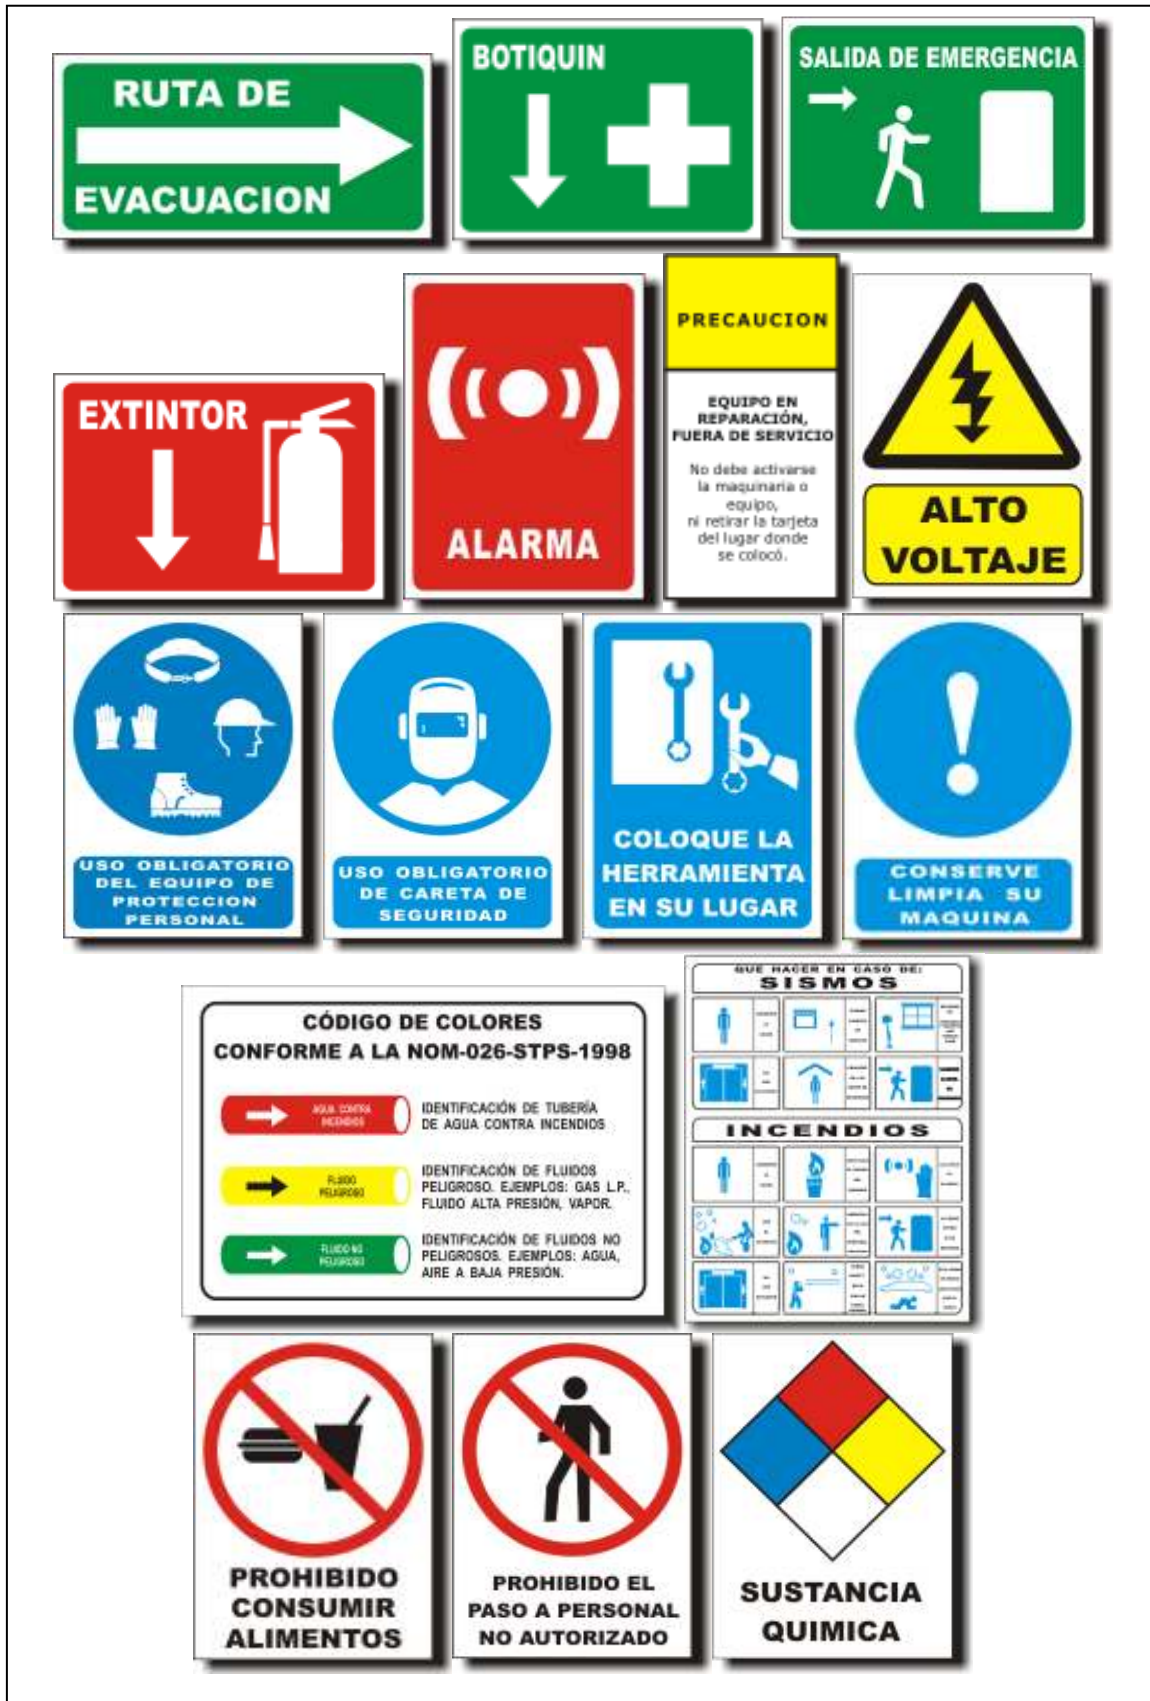 RUTA DE
EVACUACION
BOTIQUIN
SALIDA DE EMERGENCIA
EXTINTOR
ALARMA
PRECAUCION
EQUIPO EN
REPARACIÓN,
FUERA DE SERVICIO
No debe activarse
la maquinaria o
equipo,
ni retirar la tarjeta
del lugar donde
se colocó.
ALTO
VOLTAJE
USO OBLIGATORIO
DEL EQUIPO DE
PROTECCION
PERSONAL
USO OBLIGATORIO
DE CARETA DE
SEGURIDAD
COLOQUE LA
HERRAMIENTA
EN SU LUGAR
CONSERVE
LIMPIA SU
MAQUINA
CÓDIGO DE COLORES
CONFORME A LA NOM-026-STPS-1998
AGUA CONTRA
INCENDIOS
IDENTIFICACIÓN DE TUBERÍA
DE AGUA CONTRA INCENDIOS
FLUIDO
PELIGROSO
IDENTIFICACIÓN DE FLUIDOS
PELIGROSO. EJEMPLOS: GAS L.P.,
FLUIDO ALTA PRESIÓN, VAPOR.
FLUIDO NO
PELIGROSO
IDENTIFICACIÓN DE FLUIDOS NO
PELIGROSOS. EJEMPLOS: AGUA,
AIRE A BAJA PRESIÓN.
QUE HACER EN CASO DE:
SISMOS
INCENDIOS
PROHIBIDO
CONSUMIR
ALIMENTOS
PROHIBIDO EL
PASO A PERSONAL
NO AUTORIZADO
SUSTANCIA
QUIMICA